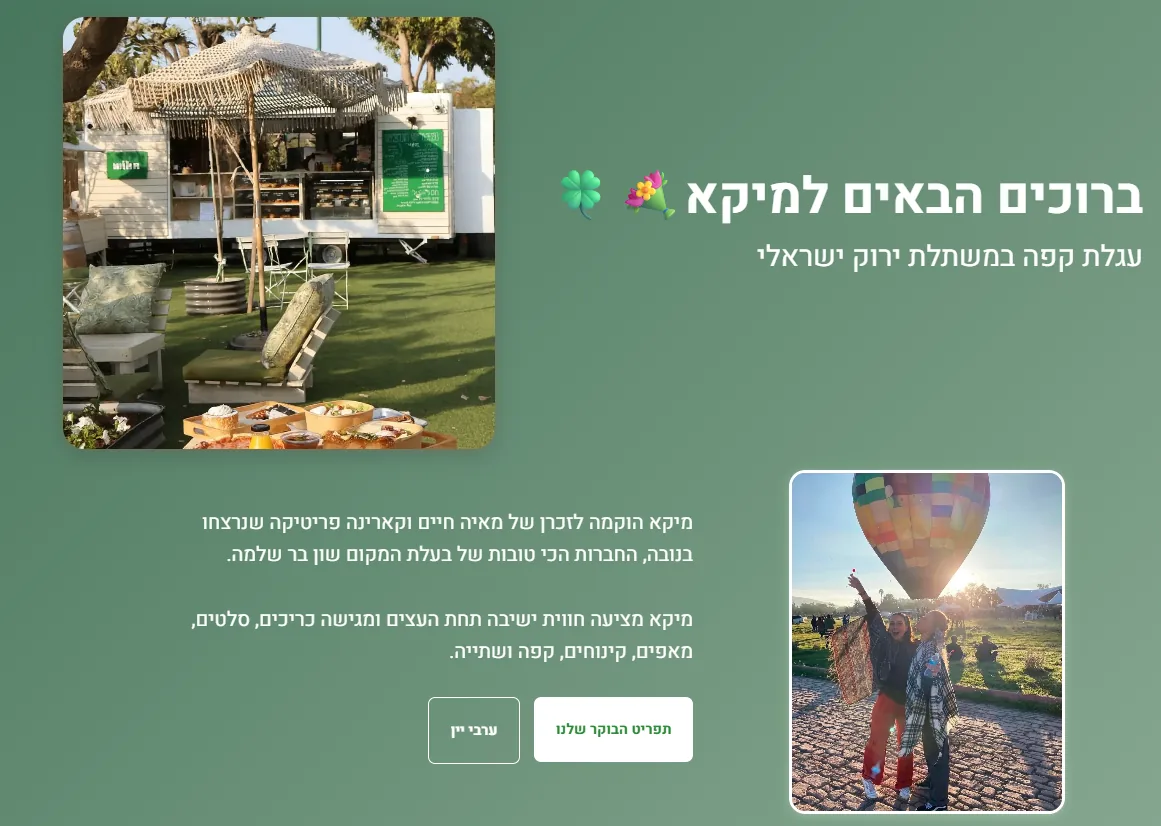 ברוכים הבאים למיקא 💐 🍀
עגלת קפה במשתלת ירוק ישראלי
מיקא הוקמה לזכרן של מאיה חיים וקארינה פריטיקה שנרצחו
בנובה, החברות הכי טובות של בעלת המקום שון בר שלמה.
מיקא מציעה חווית ישיבה תחת העצים ומגישה כריכים, סלטים,
מאפים, קינוחים, קפה ושתייה.
תפריט הבוקר שלנו
ערבי יין